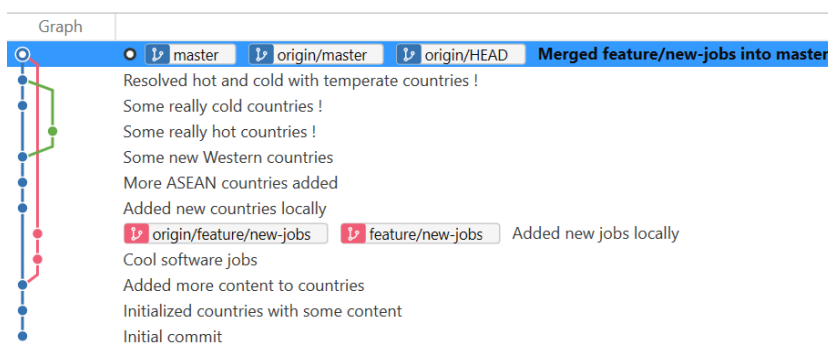 Graph
master origin/master origin/HEAD Merged feature/new-jobs into master
Resolved hot and cold with temperate countries !
Some really cold countries !
Some really hot countries !
Some new Western countries
More ASEAN countries added
Added new countries locally
origin/feature/new-jobs feature/new-jobs Added new jobs locally
Cool software jobs
Added more content to countries
Initialized countries with some content
Initial commit